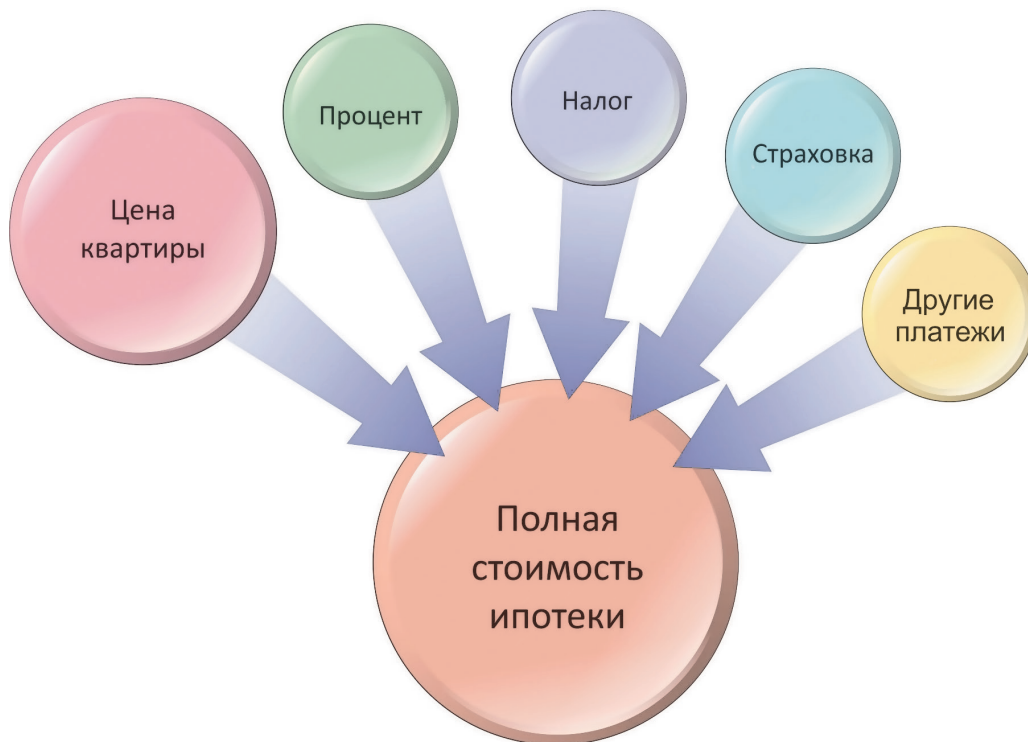 Цена
квартиры
Процент
Налог
Страховка
Другие
платежи
Полная
стоимость
ипотеки